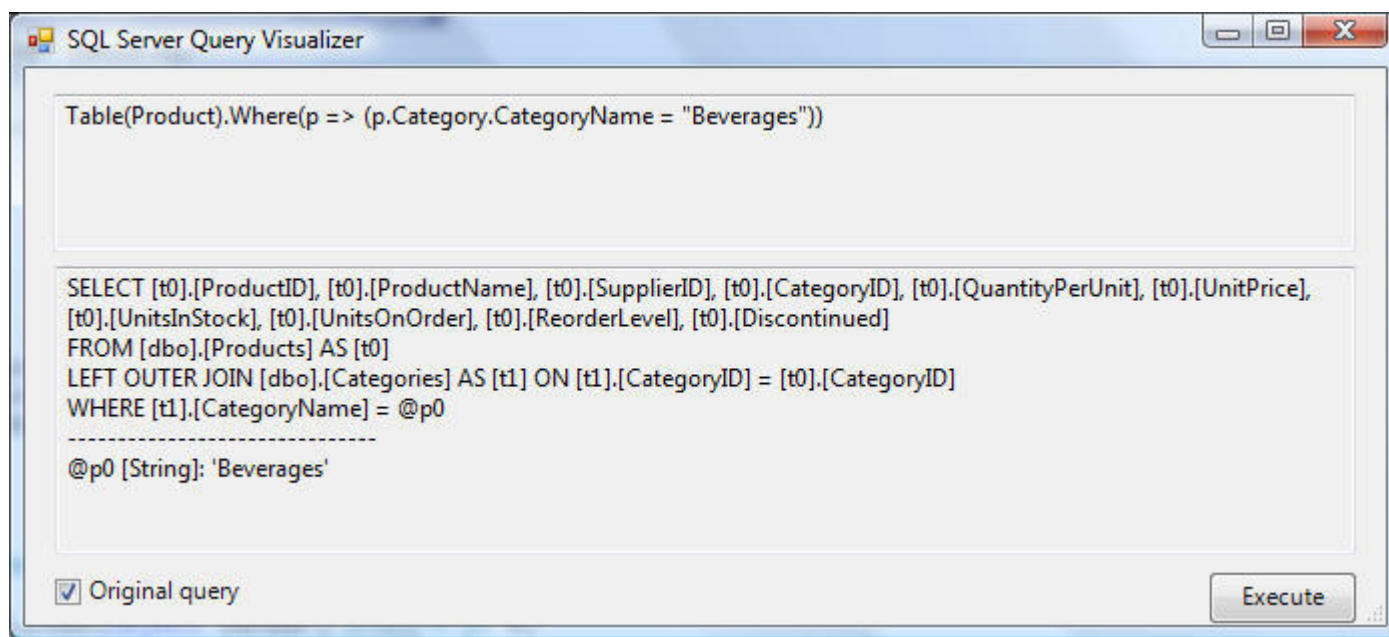 SQL Server Query Visualizer
Table(Product).Where(p => (p.Category.CategoryName = "Beverages"))
SELECT [t0].[ProductID], [t0].[ProductName], [t0].[SupplierID], [t0].[CategoryID], [t0].[QuantityPerUnit], [t0].[UnitPrice],
[t0].[UnitsInStock], [t0].[UnitsOnOrder], [t0].[ReorderLevel], [t0].[Discontinued]
FROM [dbo].[Products] AS [t0]
LEFT OUTER JOIN [dbo].[Categories] AS [t1] ON [t1].[CategoryID] = [t0].[CategoryID]
WHERE [t1].[CategoryName] = @p0
-------------------------------
@p0 [String]: 'Beverages'
Original query
Execute